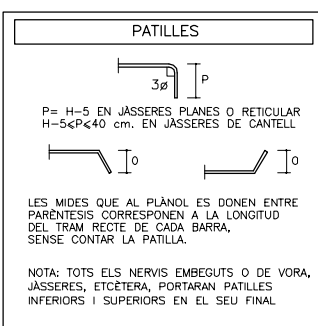 PATILLES
3ø
P
P= H-5 EN JÀSSERES PLANES O RETICULAR
H-5⩽P⩽40 cm. EN JÀSSERES DE CANTELL
O
O
LES MIDES QUE AL PLÀNOL ES DONEN ENTRE
PARÈNTESIS CORRESPONEN A LA LONGITUD
DEL TRAM RECTE DE CADA BARRA,
SENSE CONTAR LA PATILLA.
NOTA: TOTS ELS NERVIS EMBEGUTS O DE VORA,
JÀSSERES, ETCÈTERA, PORTARAN PATILLES
INFERIORS I SUPERIORS EN EL SEU FINAL